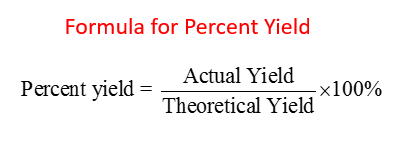 Formula for Percent Yield
Percent yield = Actual Yield / Theoretical Yield ×100%